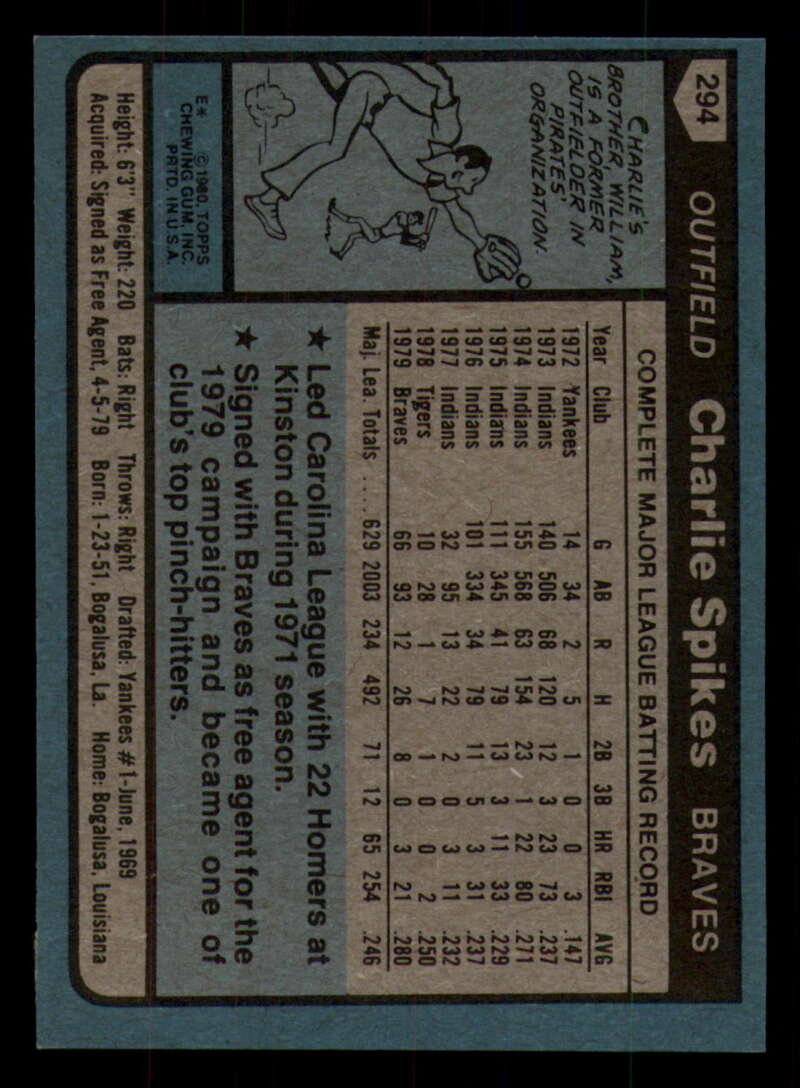 294
OUTFIELD Charlie Spikes BRAVES
CHARLIE'S
BROTHER, WILLIAM,
IS A FORMER
OUTFIELDER IN
PIRATES'
ORGANIZATION.
E* © 1980 TOPPS
CHEWING GUM, INC.
PRTD. IN U.S.A.
COMPLETE MAJOR LEAGUE BATTING RECORD
Year Club G AB R H 2B 3B HR RBI AVG
1972 Yankees 14 34 2 5 1 0 0 3 .147
1973 Indians 140 506 68 120 12 3 23 73 .237
1974 Indians 155 568 63 154 23 1 22 80 .271
1975 Indians 111 345 41 79 13 3 11 33 .229
1976 Indians 101 334 34 79 11 5 3 31 .237
1977 Indians 32 95 13 22 2 0 3 11 .232
1978 Tigers 10 28 1 7 1 0 0 2 .250
1979 Braves 66 93 12 26 8 0 3 21 .280
Maj. Lea. Totals .... 629 2003 234 492 71 12 65 254 .246
★ Led Carolina League with 22 Homers at
Kinston during 1971 season.
★ Signed with Braves as free agent for the
1979 campaign and became one of
club's top pinch-hitters.
Height: 6'3" Weight: 220 Bats: Right Throws: Right Drafted: Yankees #1-June, 1969
Acquired: Signed as Free Agent, 4-5-79 Born: 1-23-51, Bogalusa, La. Home: Bogalusa, Louisiana